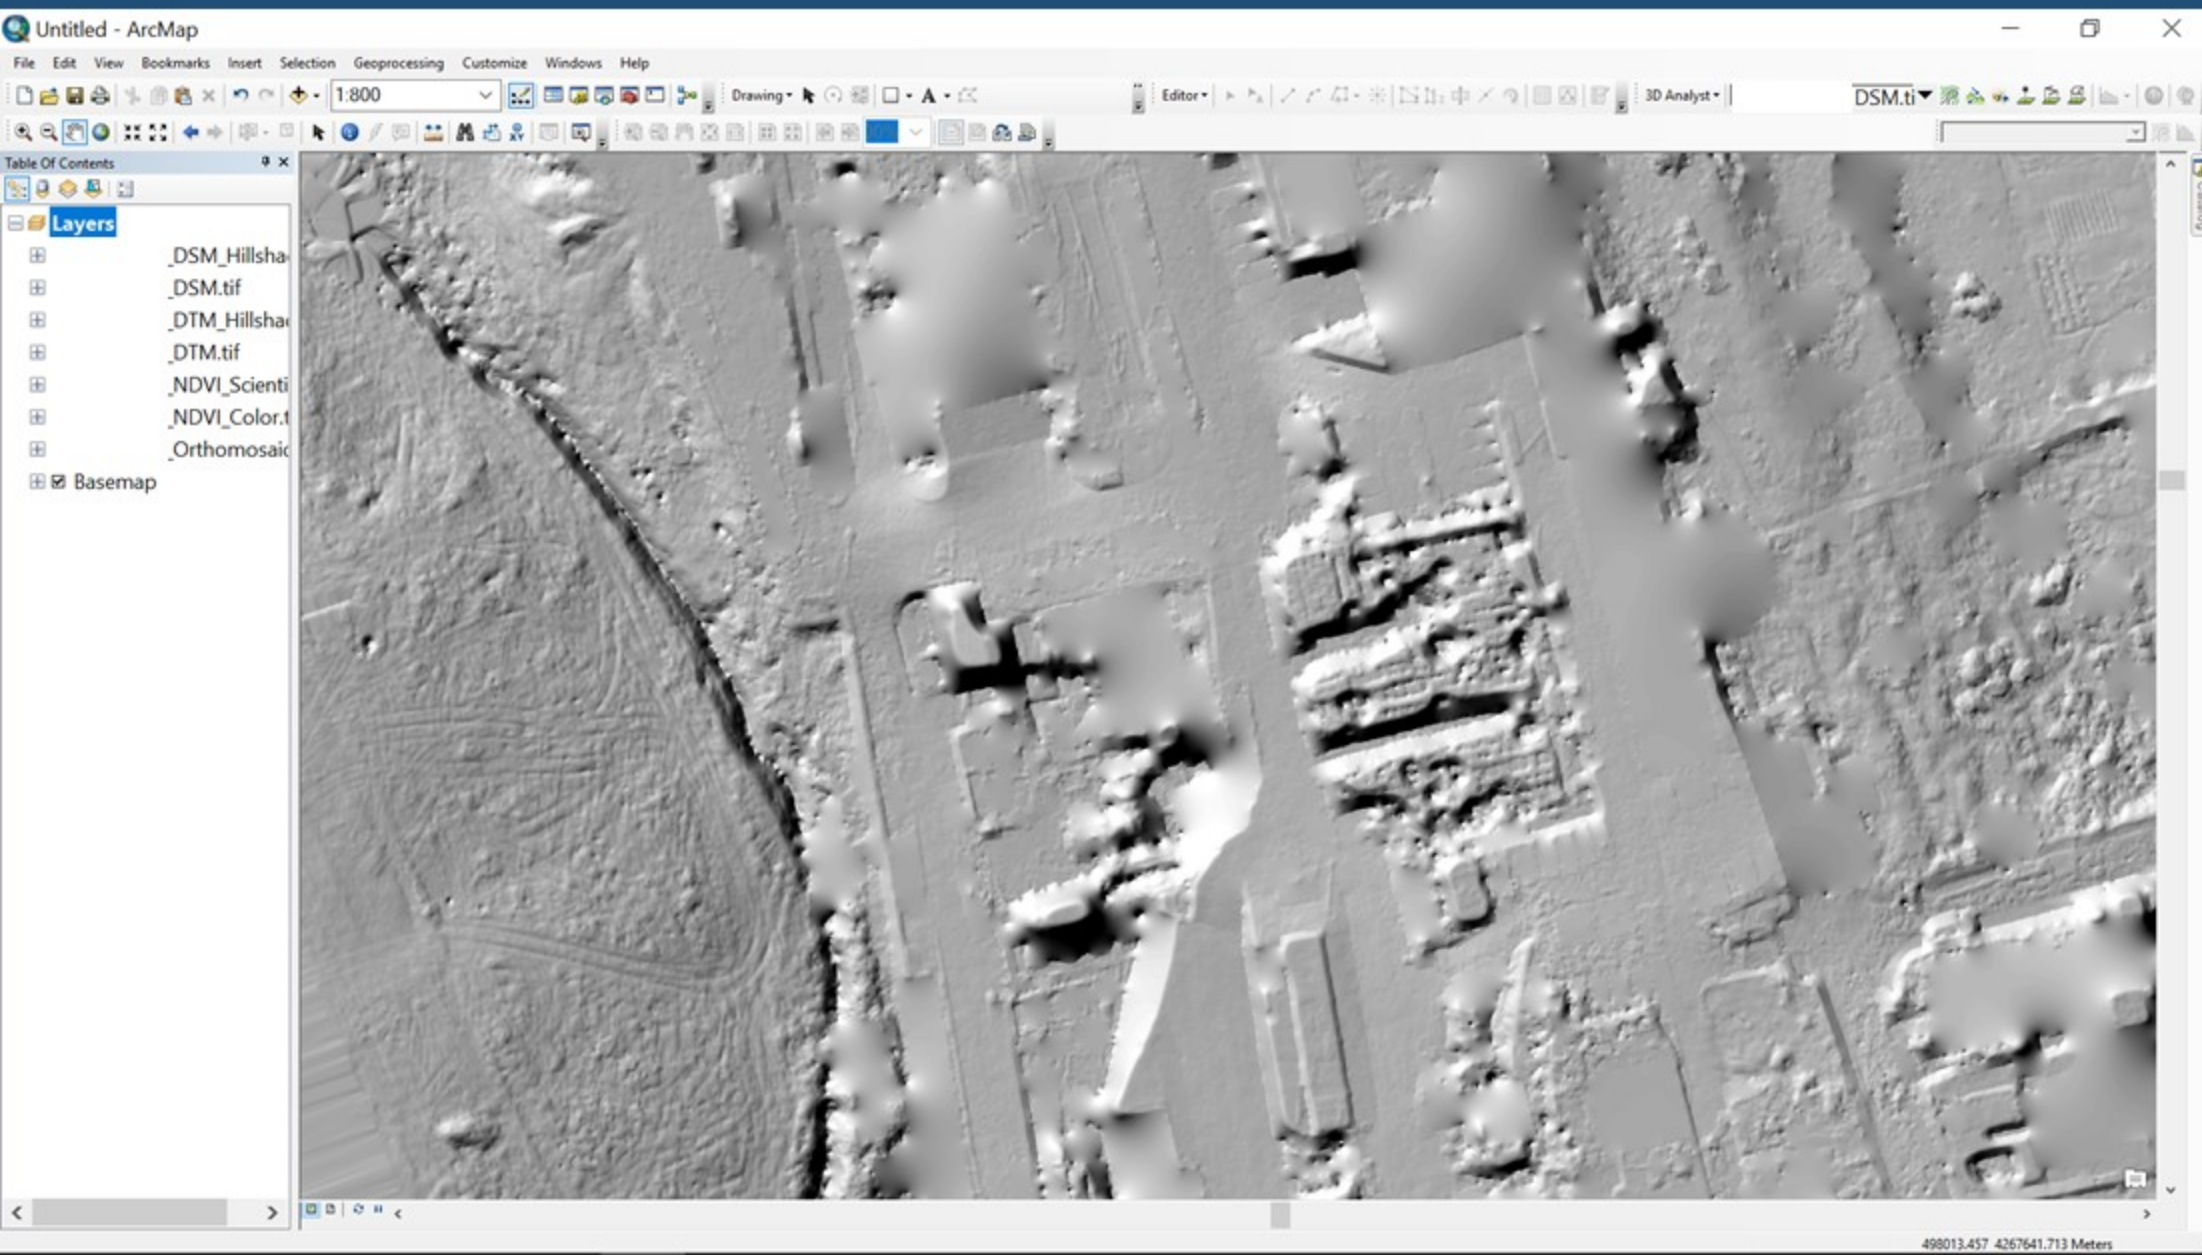 Untitled - ArcMap
File Edit View Bookmarks Insert Selection Geoprocessing Customize Windows Help
1:800 Drawing Editor 3D Analyst DSM.ti
Table Of Contents
Layers
_DSM_Hillsha
_DSM.tif
_DTM_Hillsha
_DTM.tif
_NDVI_Scienti
_NDVI_Color.t
_Orthomosaic
Basemap
498013.457 4267641.713 Meters